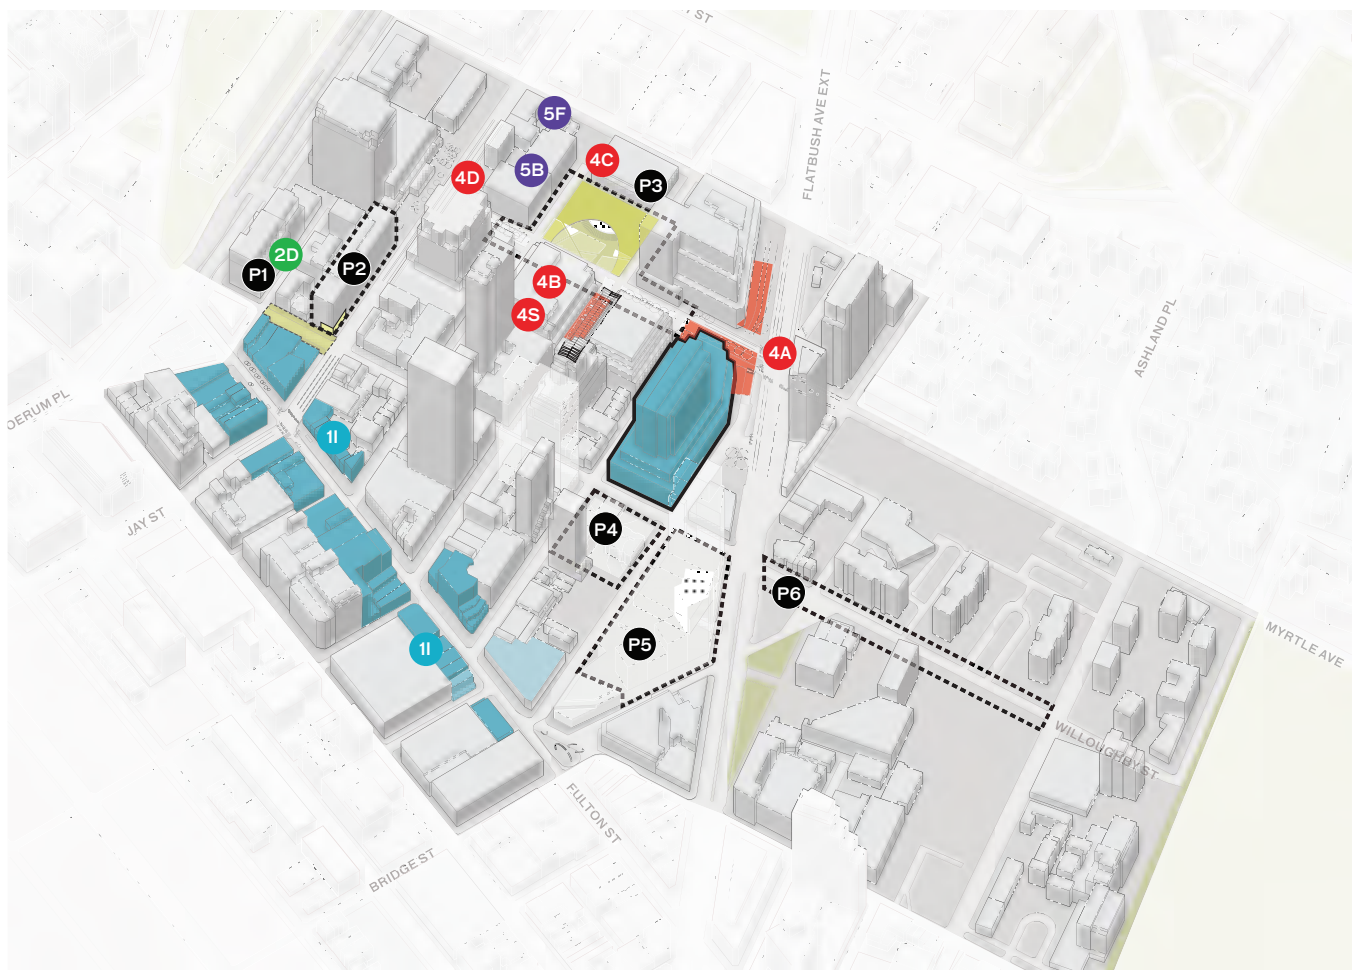 Y ST
FLATBUSH AVE EXT
5F
4C
5B
4D
P3
2D
P1
P2
4B
4S
4A
ASHLAND PL
OERUM PL
1I
JAY ST
P4
P6
P5
1I
MYRTLE AVE
WILLOUGHBY ST
FULTON ST
BRIDGE ST